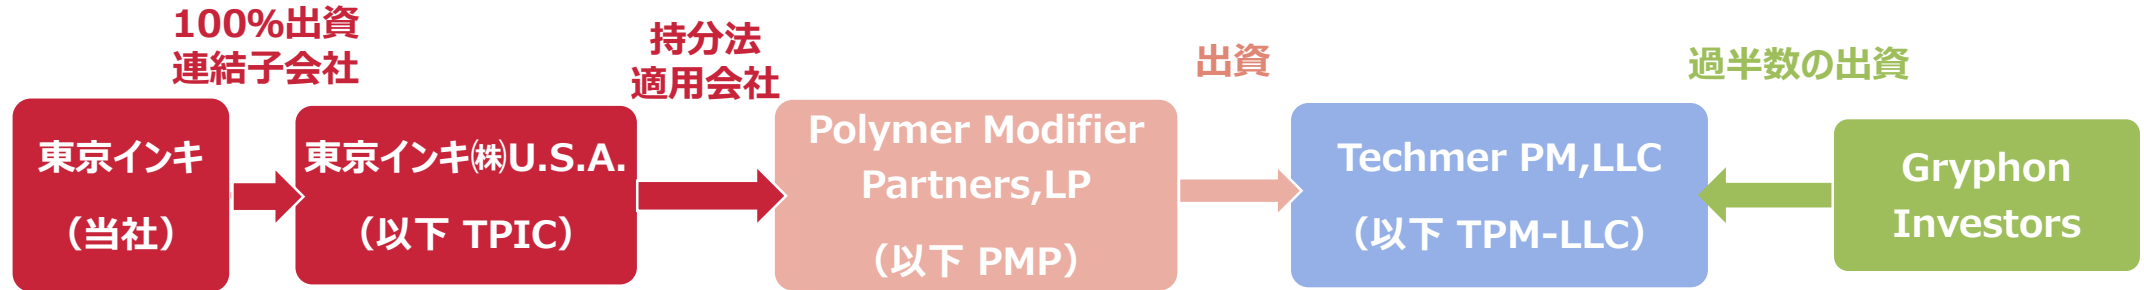 100%出資
連結子会社
持分法
適用会社
出資
過半数の出資
東京インキ
（当社）
東京インキ㈱U.S.A.
（以下 TPIC）
Polymer Modifier
Partners,LP
（以下 PMP）
Techmer PM,LLC
（以下 TPM-LLC）
Gryphon
Investors